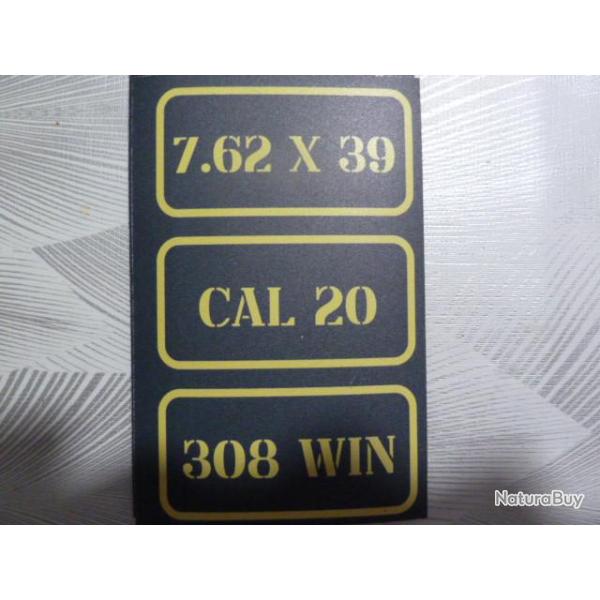 7.62 X 39
CAL 20
308 WIN
NaturaBuy